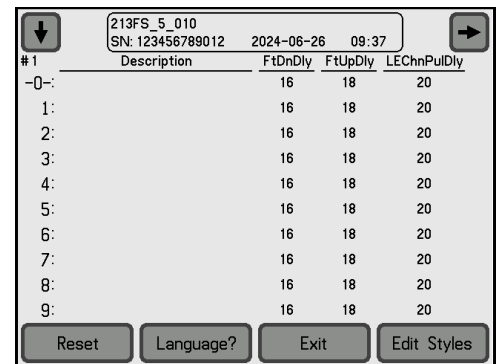 213FS_5_010
SN: 123456789012 2024-06-26 09:37
#1 Description FtDnDly FtUpDly LEChnPulDly
-0-: 16 18 20
1: 16 18 20
2: 16 18 20
3: 16 18 20
4: 16 18 20
5: 16 18 20
6: 16 18 20
7: 16 18 20
8: 16 18 20
9: 16 18 20
Reset Language? Exit Edit Styles